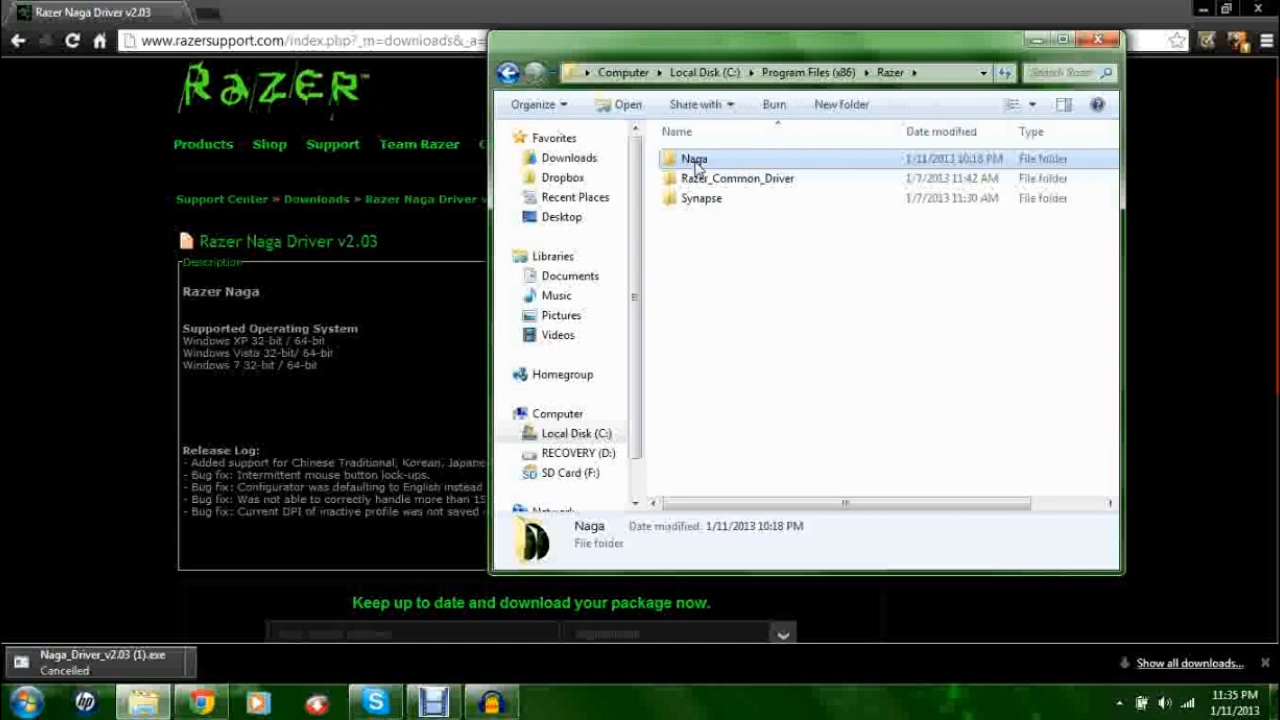 Razer Naga Driver v2.03
www.razersupport.com/index.php?_m=downloads&_a=
RAZER™
Products Shop Support Team Razer
Support Center » Downloads » Razer Naga Driver v
Razer Naga Driver v2.03
Description
Razer Naga
Supported Operating System
Windows XP 32-bit / 64-bit
Windows Vista 32-bit/ 64-bit
Windows 7 32-bit / 64-bit
Release Log:
- Added support for Chinese Traditional, Korean, Japane
- Bug fix: Intermittent mouse button lock-ups.
- Bug fix: Configurator was defaulting to English instead
- Bug fix: Was not able to correctly handle more than 15
- Bug fix: Current DPI of inactive profile was not saved
Keep up to date and download your package now.
Computer Local Disk (C:) Program Files (x86) Razer
Search Razer
Organize Open Share with Burn New folder
Favorites
Downloads
Dropbox
Recent Places
Desktop
Libraries
Documents
Music
Pictures
Videos
Homegroup
Computer
Local Disk (C:)
RECOVERY (D:)
SD Card (F:)
Network
Name Date modified Type
Naga 1/11/2013 10:18 PM File folder
Razer_Common_Driver 1/7/2013 11:42 AM File folder
Synapse 1/7/2013 11:30 AM File folder
Naga Date modified: 1/11/2013 10:18 PM
File folder
Naga_Driver_v2.03 (1).exe
Cancelled
Show all downloads...
hp
11:35 PM
1/11/2013